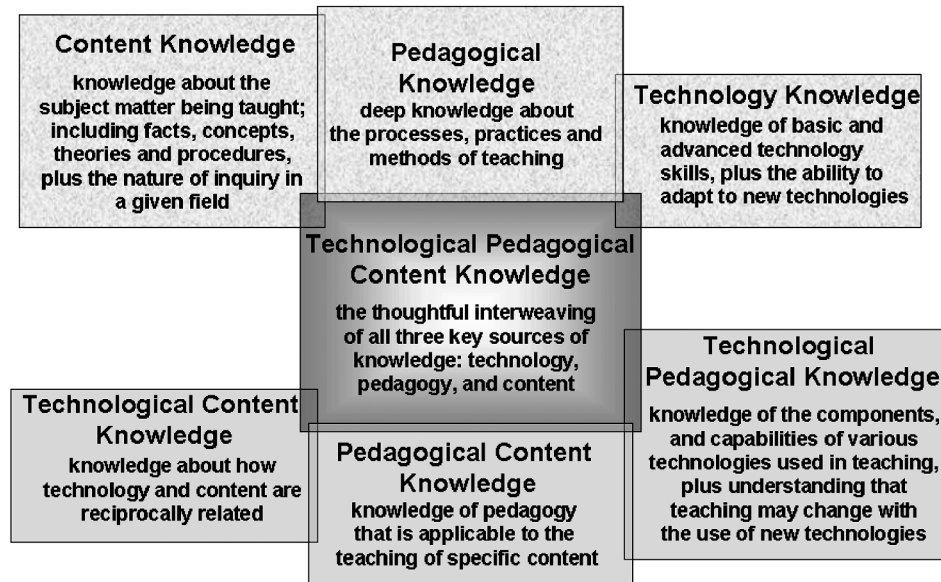 Content Knowledge
knowledge about the
subject matter being taught;
including facts, concepts,
theories and procedures,
plus the nature of inquiry in
a given field
Pedagogical
Knowledge
deep knowledge about
the processes, practices and
methods of teaching
Technology Knowledge
knowledge of basic and
advanced technology
skills, plus the ability to
adapt to new technologies
Technological Pedagogical
Content Knowledge
the thoughtful interweaving
of all three key sources of
knowledge: technology,
pedagogy, and content
Technological Content
Knowledge
knowledge about how
technology and content are
reciprocally related
Pedagogical Content
Knowledge
knowledge of pedagogy
that is applicable to the
teaching of specific content
Technological
Pedagogical Knowledge
knowledge of the components,
and capabilities of various
technologies used in teaching,
plus understanding that
teaching may change with
the use of new technologies